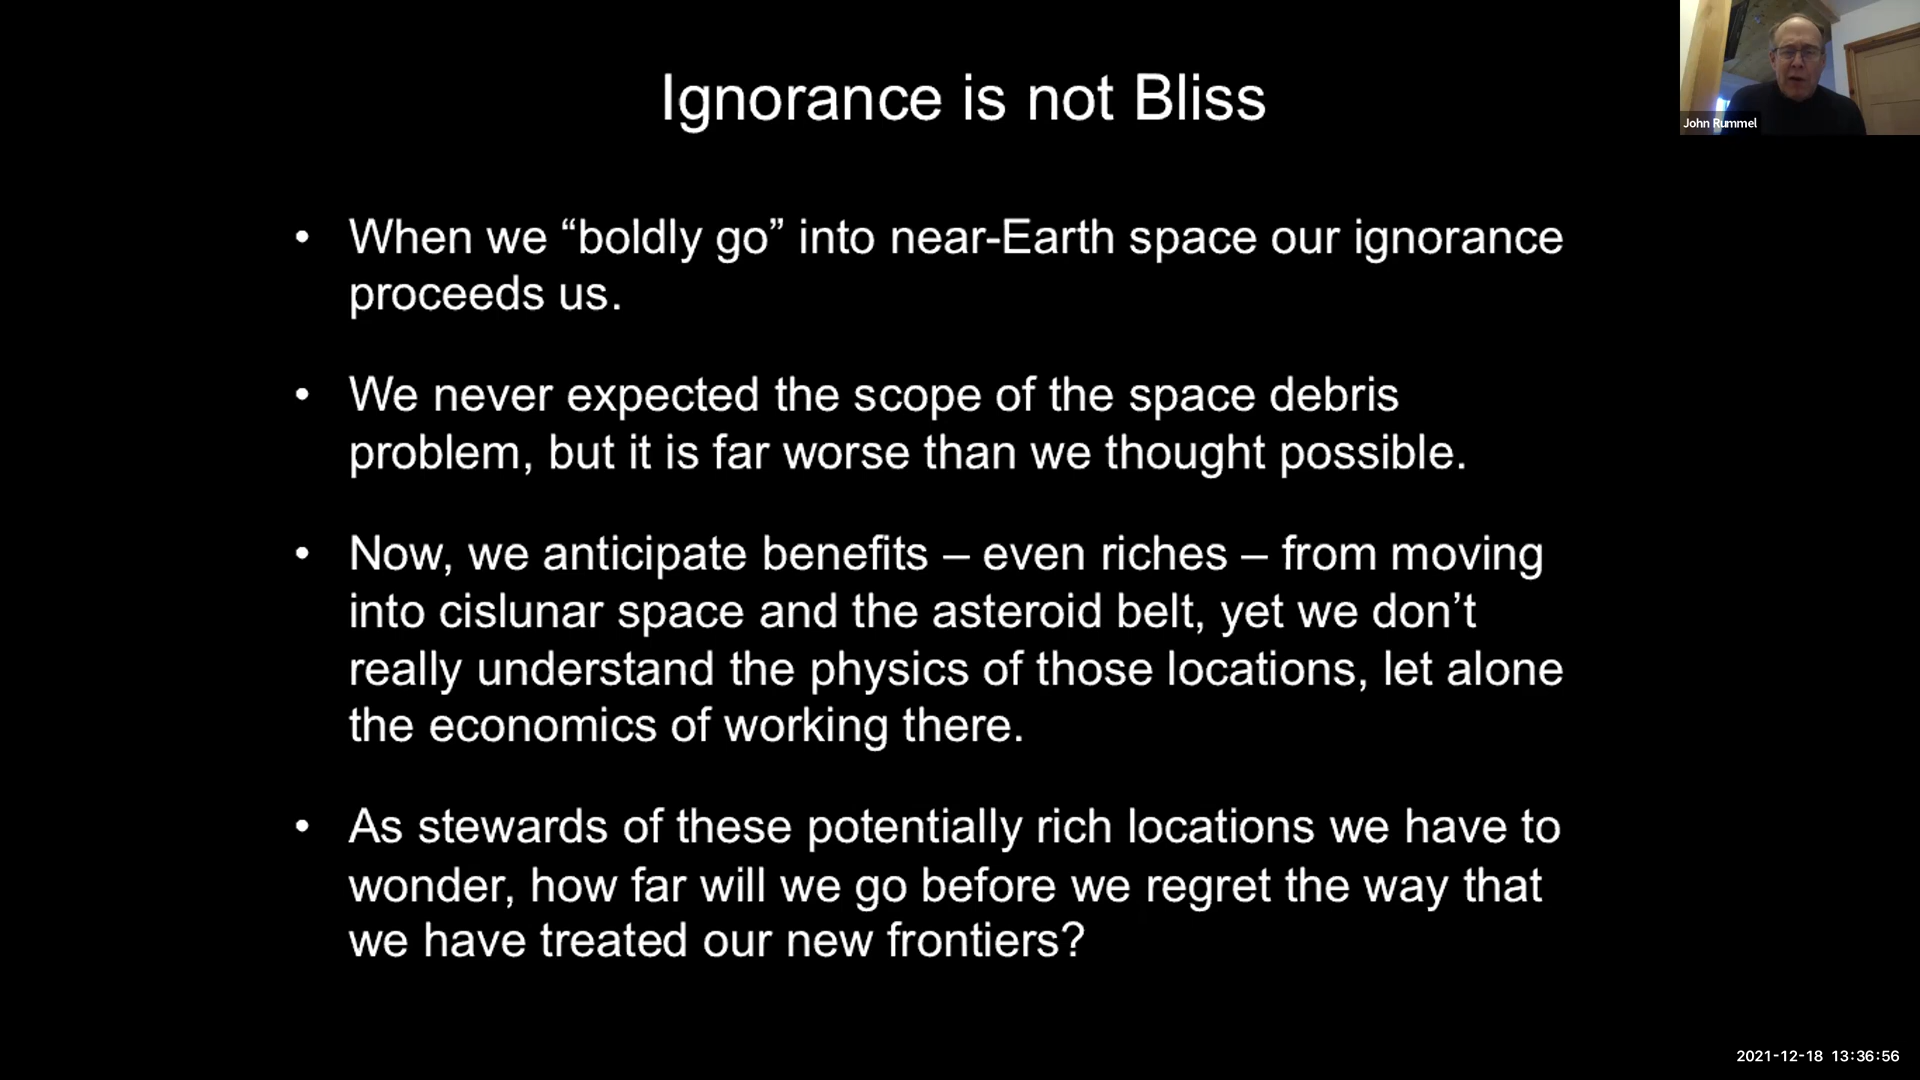 Ignorance is not Bliss
John Rummel
• When we “boldly go” into near-Earth space our ignorance
proceeds us.
• We never expected the scope of the space debris
problem, but it is far worse than we thought possible.
• Now, we anticipate benefits – even riches – from moving
into cislunar space and the asteroid belt, yet we don’t
really understand the physics of those locations, let alone
the economics of working there.
• As stewards of these potentially rich locations we have to
wonder, how far will we go before we regret the way that
we have treated our new frontiers?
2021-12-18 13:36:56